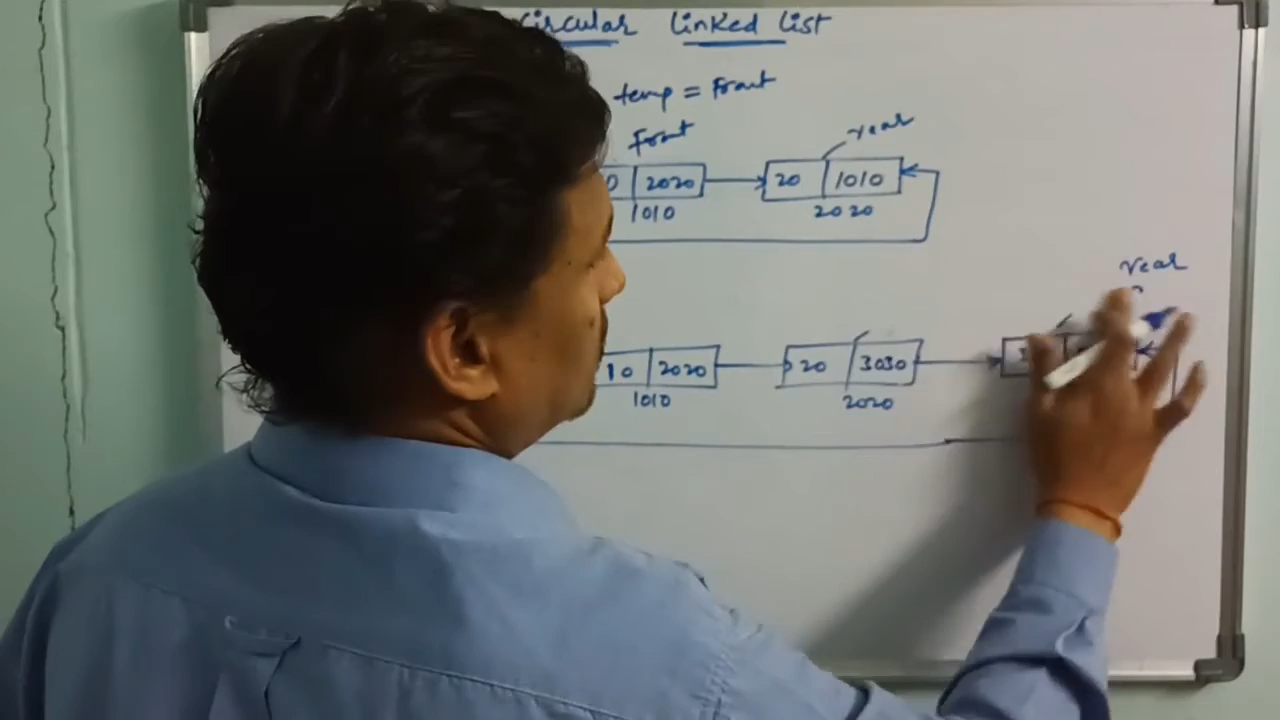 Circular Linked List
temp = Front
Front
rear
0 2020 20 1010
1010 2020
rear
10 2020 20 3030
1010 2020